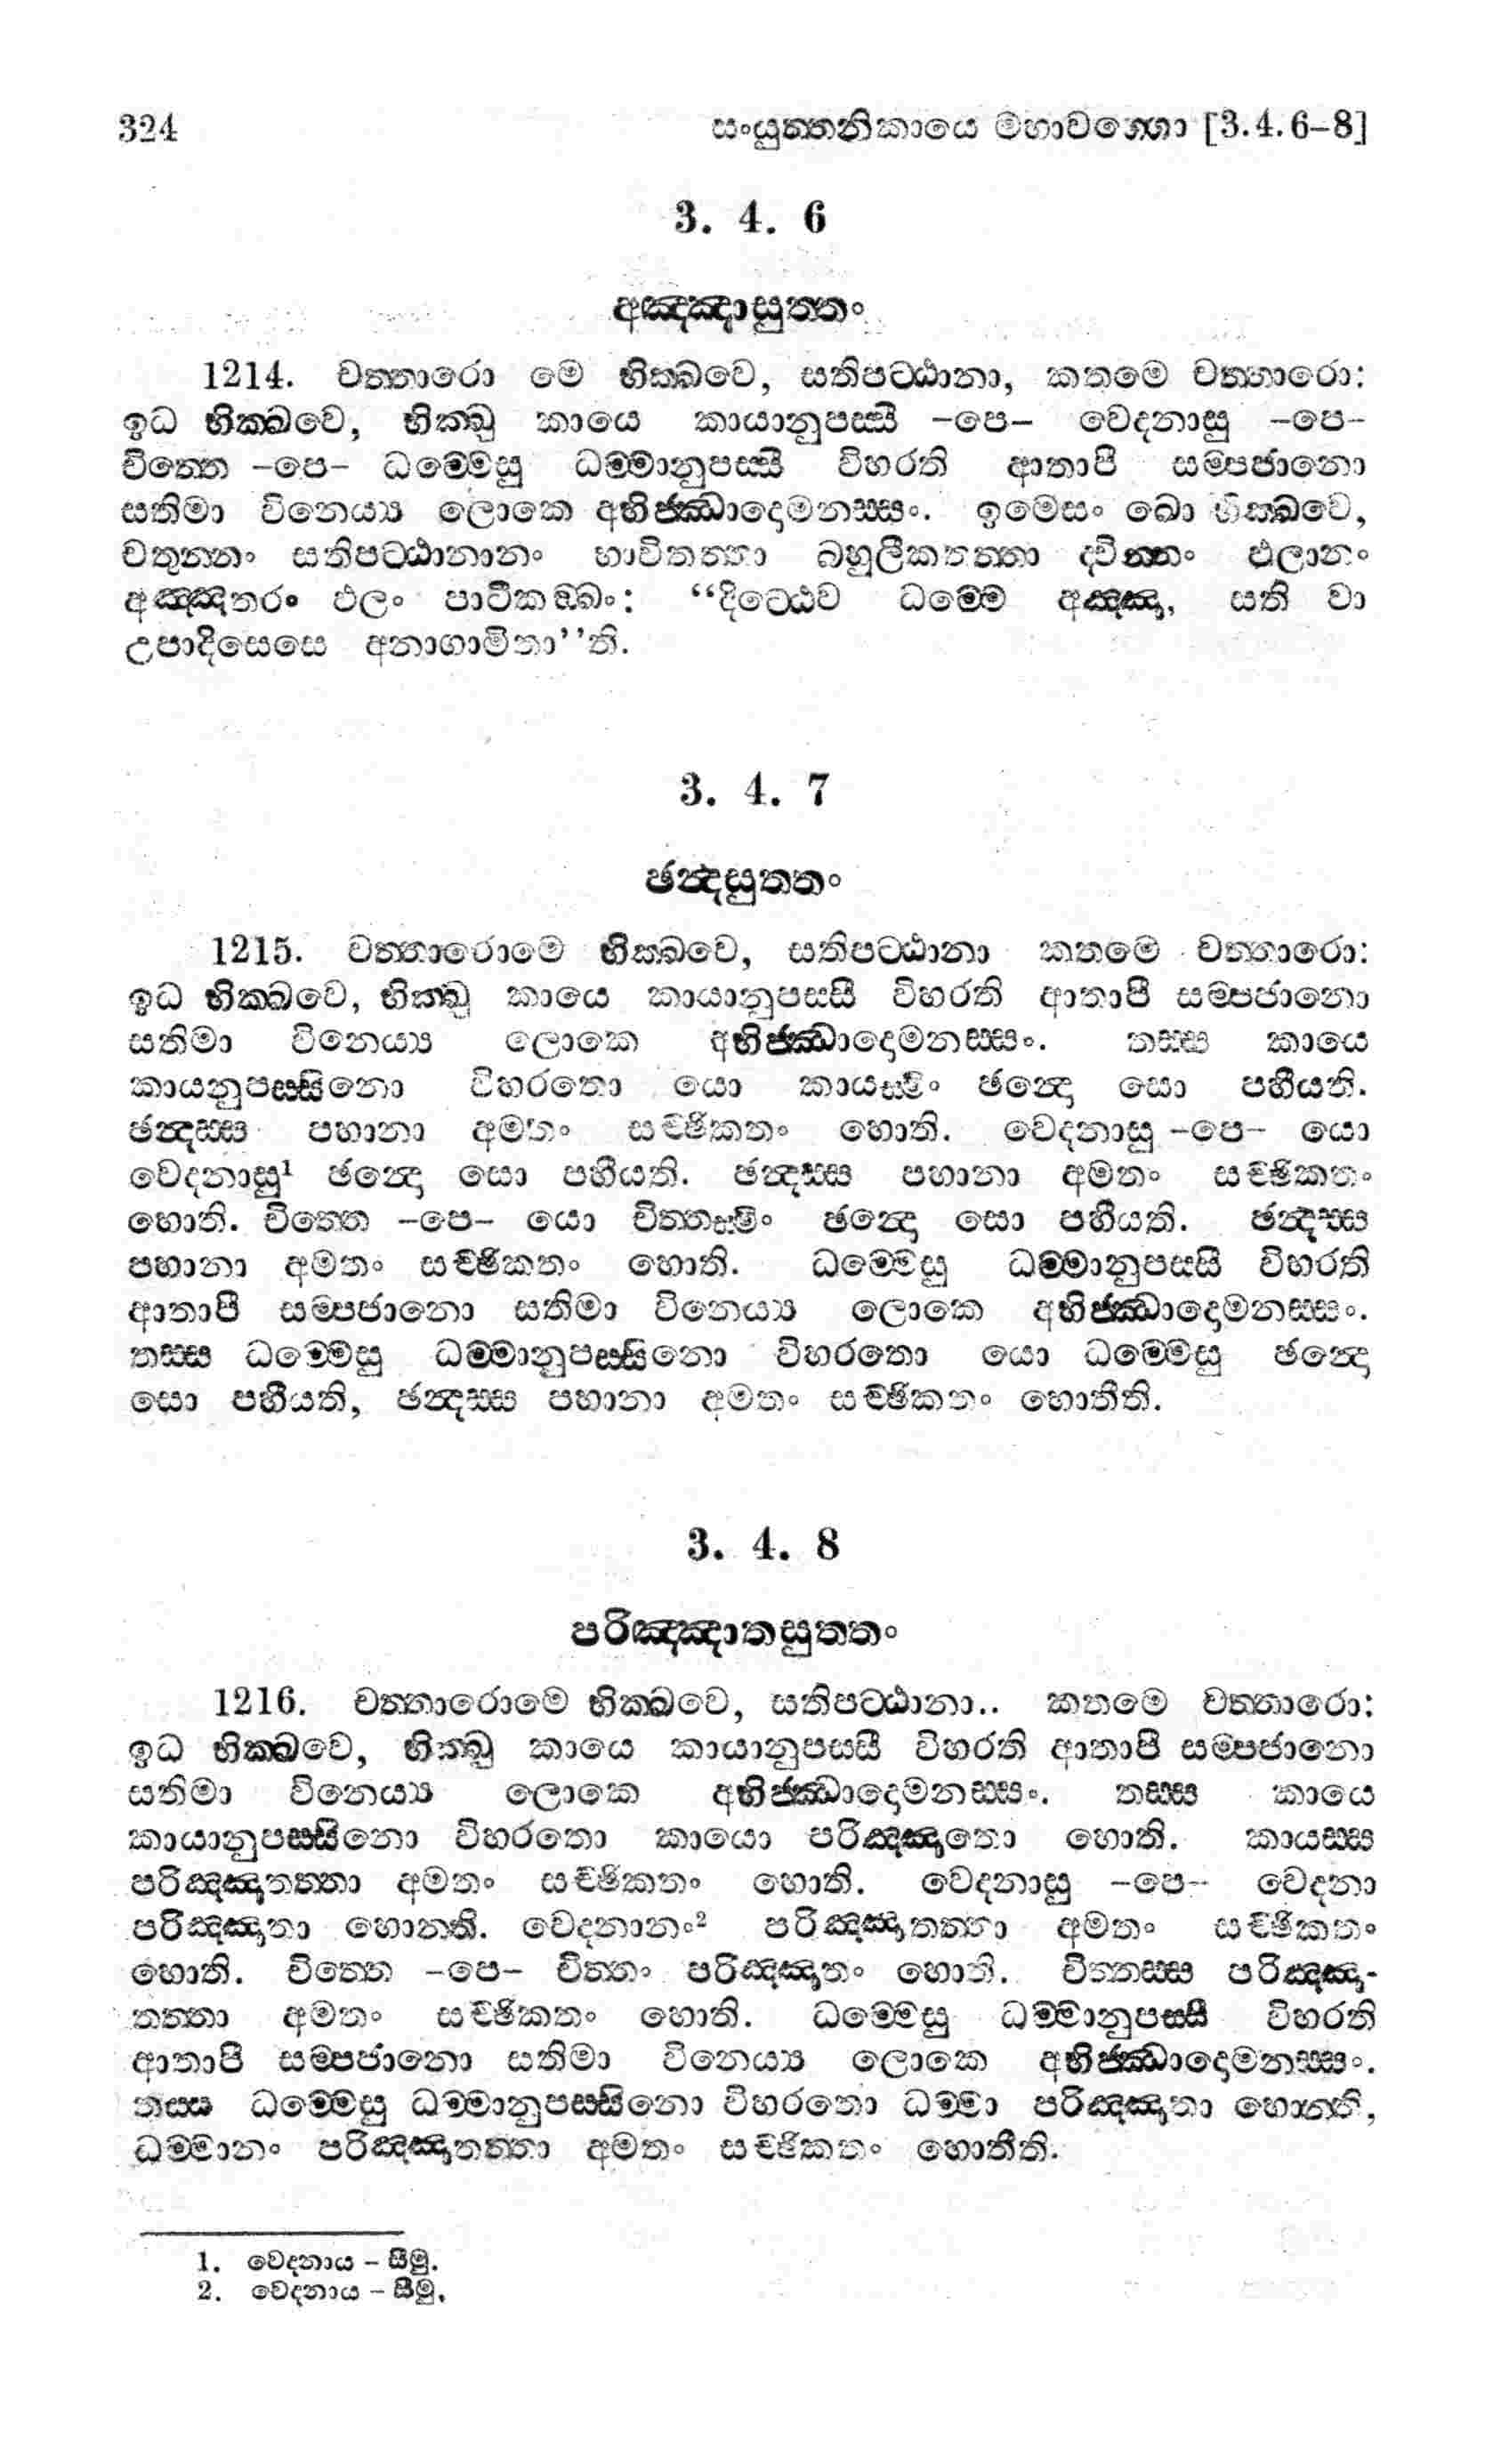 324 සංයුත්තනිකායෙ මහාවග්ගො [3.4.6–8]
3. 4. 6
අඤ්ඤාසුත්තං
1214. චත්තාරො මෙ භික්ඛවෙ, සතිපට්ඨානා, කතමෙ චත්තාරො:
ඉධ භික්ඛවෙ, භික්ඛු කායෙ කායානුපස්සී –පෙ– වෙදනාසු –පෙ–
චිත්තෙ –පෙ– ධම්මෙසු ධම්මානුපස්සී විහරති ආතාපී සම්පජානො
සතිමා විනෙය්‍ය ලොකෙ අභිජ්ඣාදොමනස්සං. ඉමෙසං ඛො භික්ඛවෙ,
චතුන්නං සතිපට්ඨානානං භාවිතත්තා බහුලීකතත්තා ද්වින්නං ඵලානං
අඤ්ඤතරං ඵලං පාටිකඞ්ඛං: “දිට්ඨෙව ධම්මෙ අඤ්ඤා, සති වා
උපාදිසෙසෙ අනාගාමිතා’’ති.
3. 4. 7
ඡන්දසුත්තං
1215. චත්තාරොමෙ භික්ඛවෙ, සතිපට්ඨානා කතමෙ චත්තාරො:
ඉධ භික්ඛවෙ, භික්ඛු කායෙ කායානුපස්සී විහරති ආතාපී සම්පජානො
සතිමා විනෙය්‍ය ලොකෙ අභිජ්ඣාදොමනස්සං. තස්ස කායෙ
කායනුපස්සිනො විහරතො යො කායස්මිං ඡන්දො සො පහීයති.
ඡන්දස්ස පහානා අමතං සච්ඡිකතං හොති. වෙදනාසු –පෙ– යො
වෙදනාසු¹ ඡන්දො සො පහීයති. ඡන්දස්ස පහානා අමතං සච්ඡිකතං
හොති. චිත්තෙ –පෙ– යො චිත්තස්මිං ඡන්දො සො පහීයති. ඡන්දස්ස
පහානා අමතං සච්ඡිකතං හොති. ධම්මෙසු ධම්මානුපස්සී විහරති
ආතාපී සම්පජානො සතිමා විනෙය්‍ය ලොකෙ අභිජ්ඣාදොමනස්සං.
තස්ස ධම්මෙසු ධම්මානුපස්සිනො විහරතො යො ධම්මෙසු ඡන්දො
සො පහීයති, ඡන්දස්ස පහානා අමතං සච්ඡිකතං හොතීති.
3. 4. 8
පරිඤ්ඤාතසුත්තං
1216. චත්තාරොමෙ භික්ඛවෙ, සතිපට්ඨානා.. කතමෙ චත්තාරො:
ඉධ භික්ඛවෙ, භික්ඛු කායෙ කායානුපස්සී විහරති ආතාපී සම්පජානො
සතිමා විනෙය්‍ය ලොකෙ අභිජ්ඣාදොමනස්සං. තස්ස කායෙ
කායානුපස්සිනො විහරතො කායො පරිඤ්ඤාතො හොති. කායස්ස
පරිඤ්ඤාතත්තා අමතං සච්ඡිකතං හොති. වෙදනාසු –පෙ– වෙදනා
පරිඤ්ඤාතා හොන්ති. වෙදනානං² පරිඤ්ඤාතත්තා අමතං සච්ඡිකතං
හොති. චිත්තෙ –පෙ– චිත්තං පරිඤ්ඤාතං හොති. චිත්තස්ස පරිඤ්ඤා-
තත්තා අමතං සච්ඡිකතං හොති. ධම්මෙසු ධම්මානුපස්සී විහරති
ආතාපී සම්පජානො සතිමා විනෙය්‍ය ලොකෙ අභිජ්ඣාදොමනස්සං.
තස්ස ධම්මෙසු ධම්මානුපස්සිනො විහරතො ධම්මා පරිඤ්ඤාතා හොන්ති,
ධම්මානං පරිඤ්ඤාතත්තා අමතං සච්ඡිකතං හොතීති.
1. වෙදනාය – සීමු.
2. වෙදනාය – සීමු,